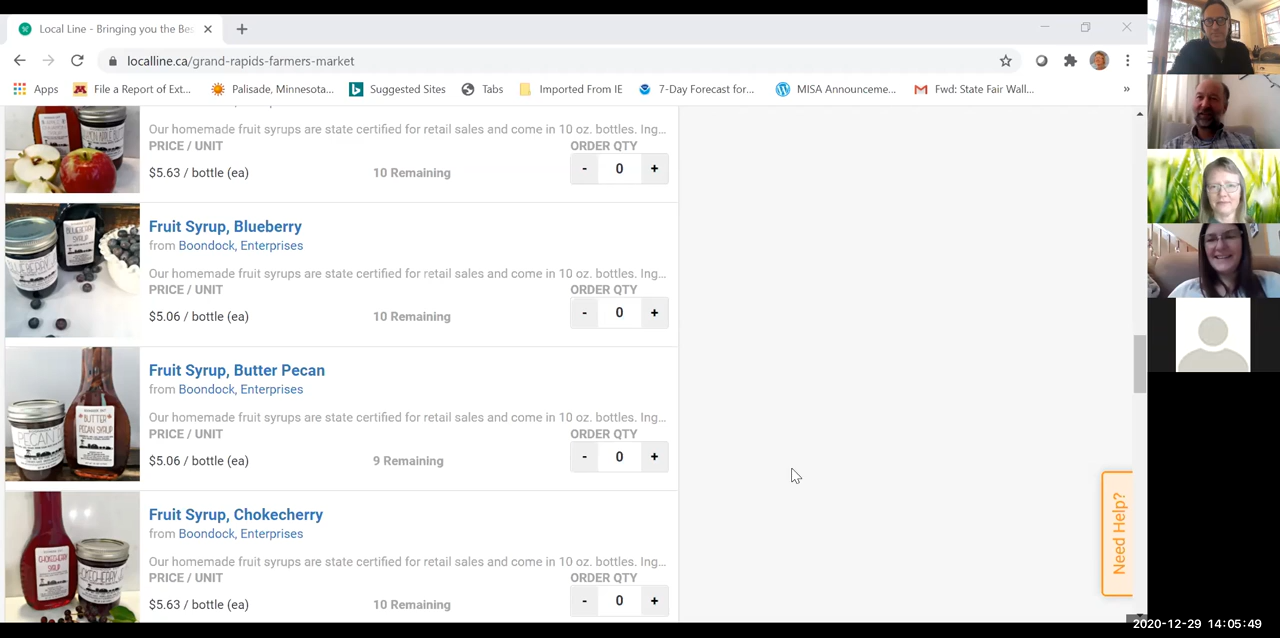 Local Line - Bringing you the Bes
localline.ca/grand-rapids-farmers-market
Apps File a Report of Ext... Palisade, Minnesota... Suggested Sites Tabs Imported From IE 7-Day Forecast for... MISA Announceme... Fwd: State Fair Wall... »
Our homemade fruit syrups are state certified for retail sales and come in 10 oz. bottles. Ing...
PRICE / UNIT ORDER QTY
$5.63 / bottle (ea) 10 Remaining - 0 +
Fruit Syrup, Blueberry
from Boondock, Enterprises
Our homemade fruit syrups are state certified for retail sales and come in 10 oz. bottles. Ing...
PRICE / UNIT ORDER QTY
$5.06 / bottle (ea) 10 Remaining - 0 +
Fruit Syrup, Butter Pecan
from Boondock, Enterprises
Our homemade fruit syrups are state certified for retail sales and come in 10 oz. bottles. Ing...
PRICE / UNIT ORDER QTY
$5.06 / bottle (ea) 9 Remaining - 0 +
BUTTER
PECAN SYRUP
Fruit Syrup, Chokecherry
from Boondock, Enterprises
Our homemade fruit syrups are state certified for retail sales and come in 10 oz. bottles. Ing...
PRICE / UNIT ORDER QTY
$5.63 / bottle (ea) 10 Remaining - 0 +
CHOKECHERRY
SYRUP
Need Help?
2020-12-29 14:05:49